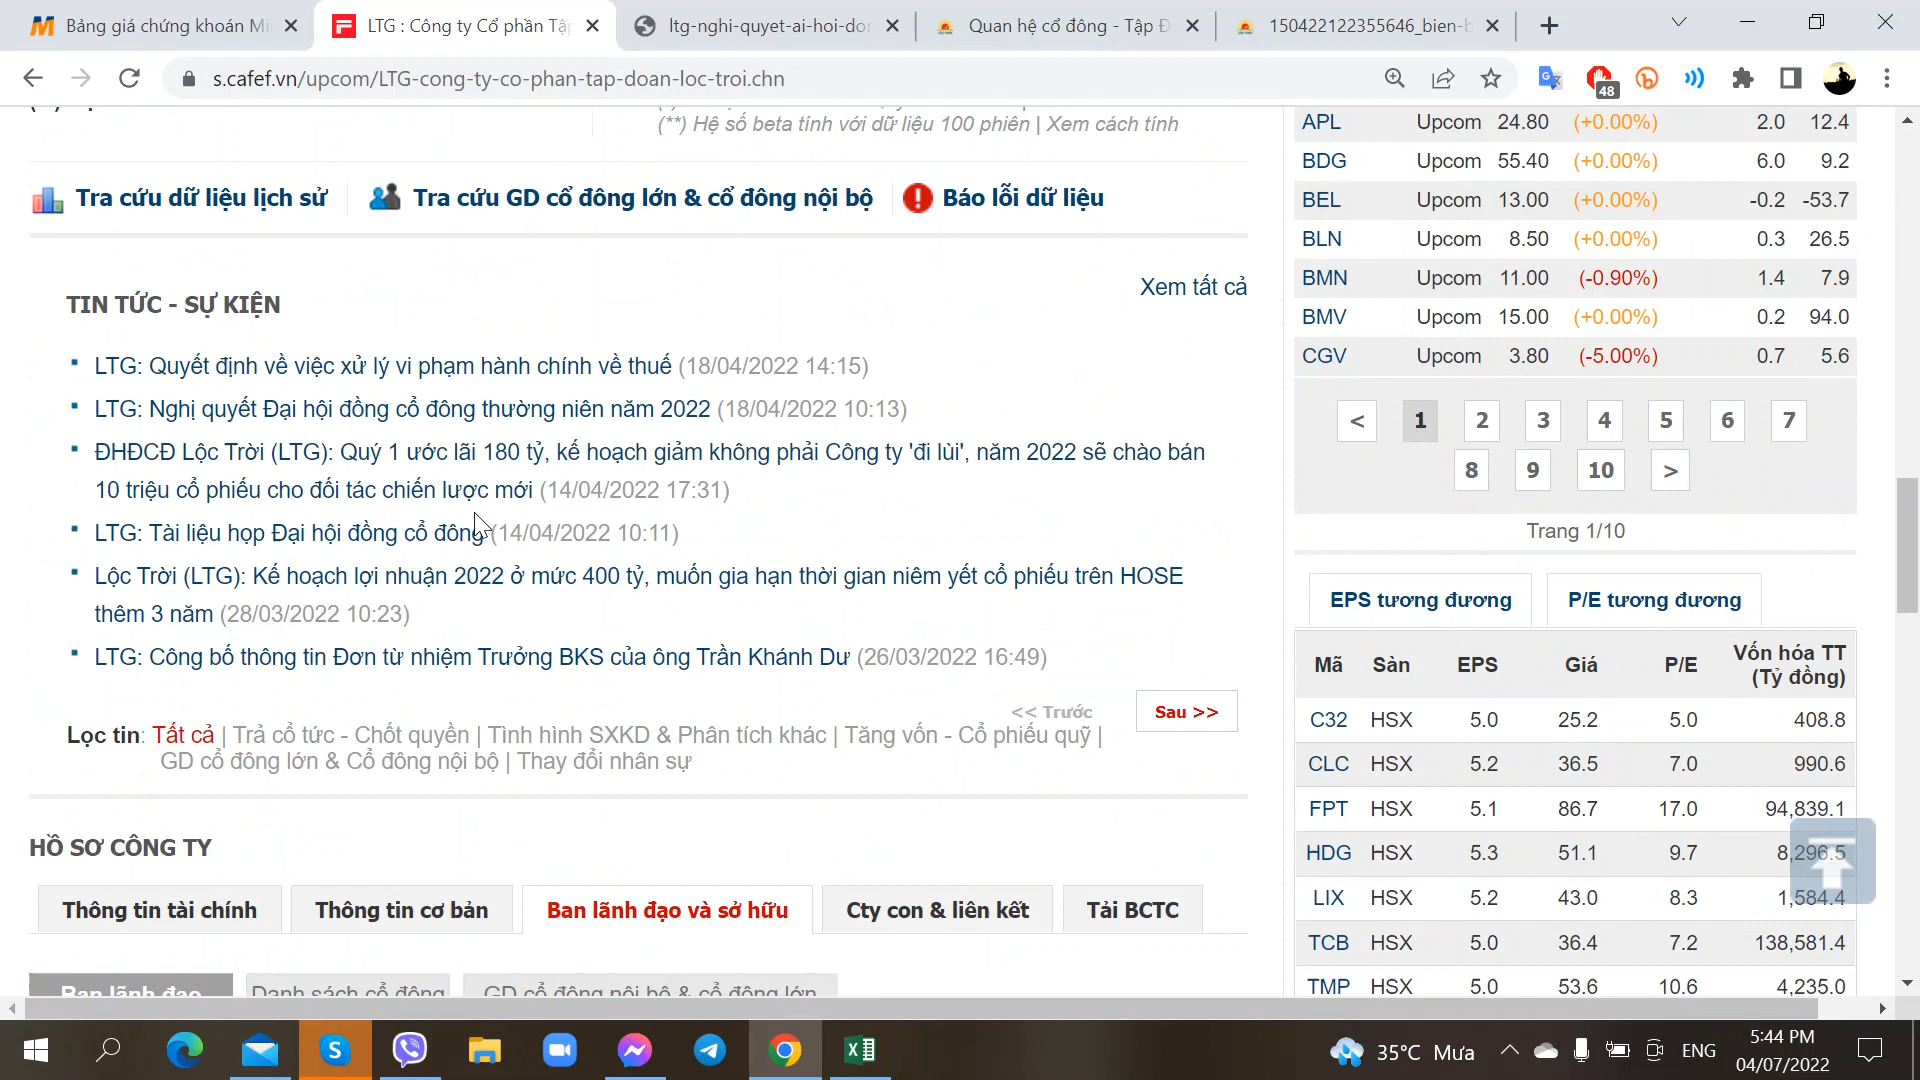 Bảng giá chứng khoán Mi
LTG : Công ty Cổ phần Tập
ltg-nghi-quyet-ai-hoi-don
Quan hệ cổ đông - Tập Đ
150422122355646_bien-b
s.cafef.vn/upcom/LTG-cong-ty-co-phan-tap-doan-loc-troi.chn
48
(**) Hệ số beta tính với dữ liệu 100 phiên | Xem cách tính
Tra cứu dữ liệu lịch sử
Tra cứu GD cổ đông lớn & cổ đông nội bộ
Báo lỗi dữ liệu
TIN TỨC - SỰ KIỆN
Xem tất cả
LTG: Quyết định về việc xử lý vi phạm hành chính về thuế (18/04/2022 14:15)
LTG: Nghị quyết Đại hội đồng cổ đông thường niên năm 2022 (18/04/2022 10:13)
ĐHĐCĐ Lộc Trời (LTG): Quý 1 ước lãi 180 tỷ, kế hoạch giảm không phải Công ty 'đi lùi', năm 2022 sẽ chào bán
10 triệu cổ phiếu cho đối tác chiến lược mới (14/04/2022 17:31)
LTG: Tài liệu họp Đại hội đồng cổ đông (14/04/2022 10:11)
Lộc Trời (LTG): Kế hoạch lợi nhuận 2022 ở mức 400 tỷ, muốn gia hạn thời gian niêm yết cổ phiếu trên HOSE
thêm 3 năm (28/03/2022 10:23)
LTG: Công bố thông tin Đơn từ nhiệm Trưởng BKS của ông Trần Khánh Dư (26/03/2022 16:49)
<< Trước
Sau >>
Lọc tin: Tất cả | Trả cổ tức - Chốt quyền | Tình hình SXKD & Phân tích khác | Tăng vốn - Cổ phiếu quỹ |
GD cổ đông lớn & Cổ đông nội bộ | Thay đổi nhân sự
HỒ SƠ CÔNG TY
Thông tin tài chính
Thông tin cơ bản
Ban lãnh đạo và sở hữu
Cty con & liên kết
Tải BCTC
Ban lãnh đạo
Danh sách cổ đông
GD cổ đông nội bộ & cổ đông lớn
APL Upcom 24.80 (+0.00%) 2.0 12.4
BDG Upcom 55.40 (+0.00%) 6.0 9.2
BEL Upcom 13.00 (+0.00%) -0.2 -53.7
BLN Upcom 8.50 (+0.00%) 0.3 26.5
BMN Upcom 11.00 (-0.90%) 1.4 7.9
BMV Upcom 15.00 (+0.00%) 0.2 94.0
CGV Upcom 3.80 (-5.00%) 0.7 5.6
< 1 2 3 4 5 6 7
8 9 10 >
Trang 1/10
EPS tương đương
P/E tương đương
Mã Sàn EPS Giá P/E Vốn hóa TT
(Tỷ đồng)
C32 HSX 5.0 25.2 5.0 408.8
CLC HSX 5.2 36.5 7.0 990.6
FPT HSX 5.1 86.7 17.0 94,839.1
HDG HSX 5.3 51.1 9.7 8,296.5
LIX HSX 5.2 43.0 8.3 1,584.4
TCB HSX 5.0 36.4 7.2 138,581.4
TMP HSX 5.0 53.6 10.6 4,235.0
35°C Mưa
ENG
5:44 PM
04/07/2022